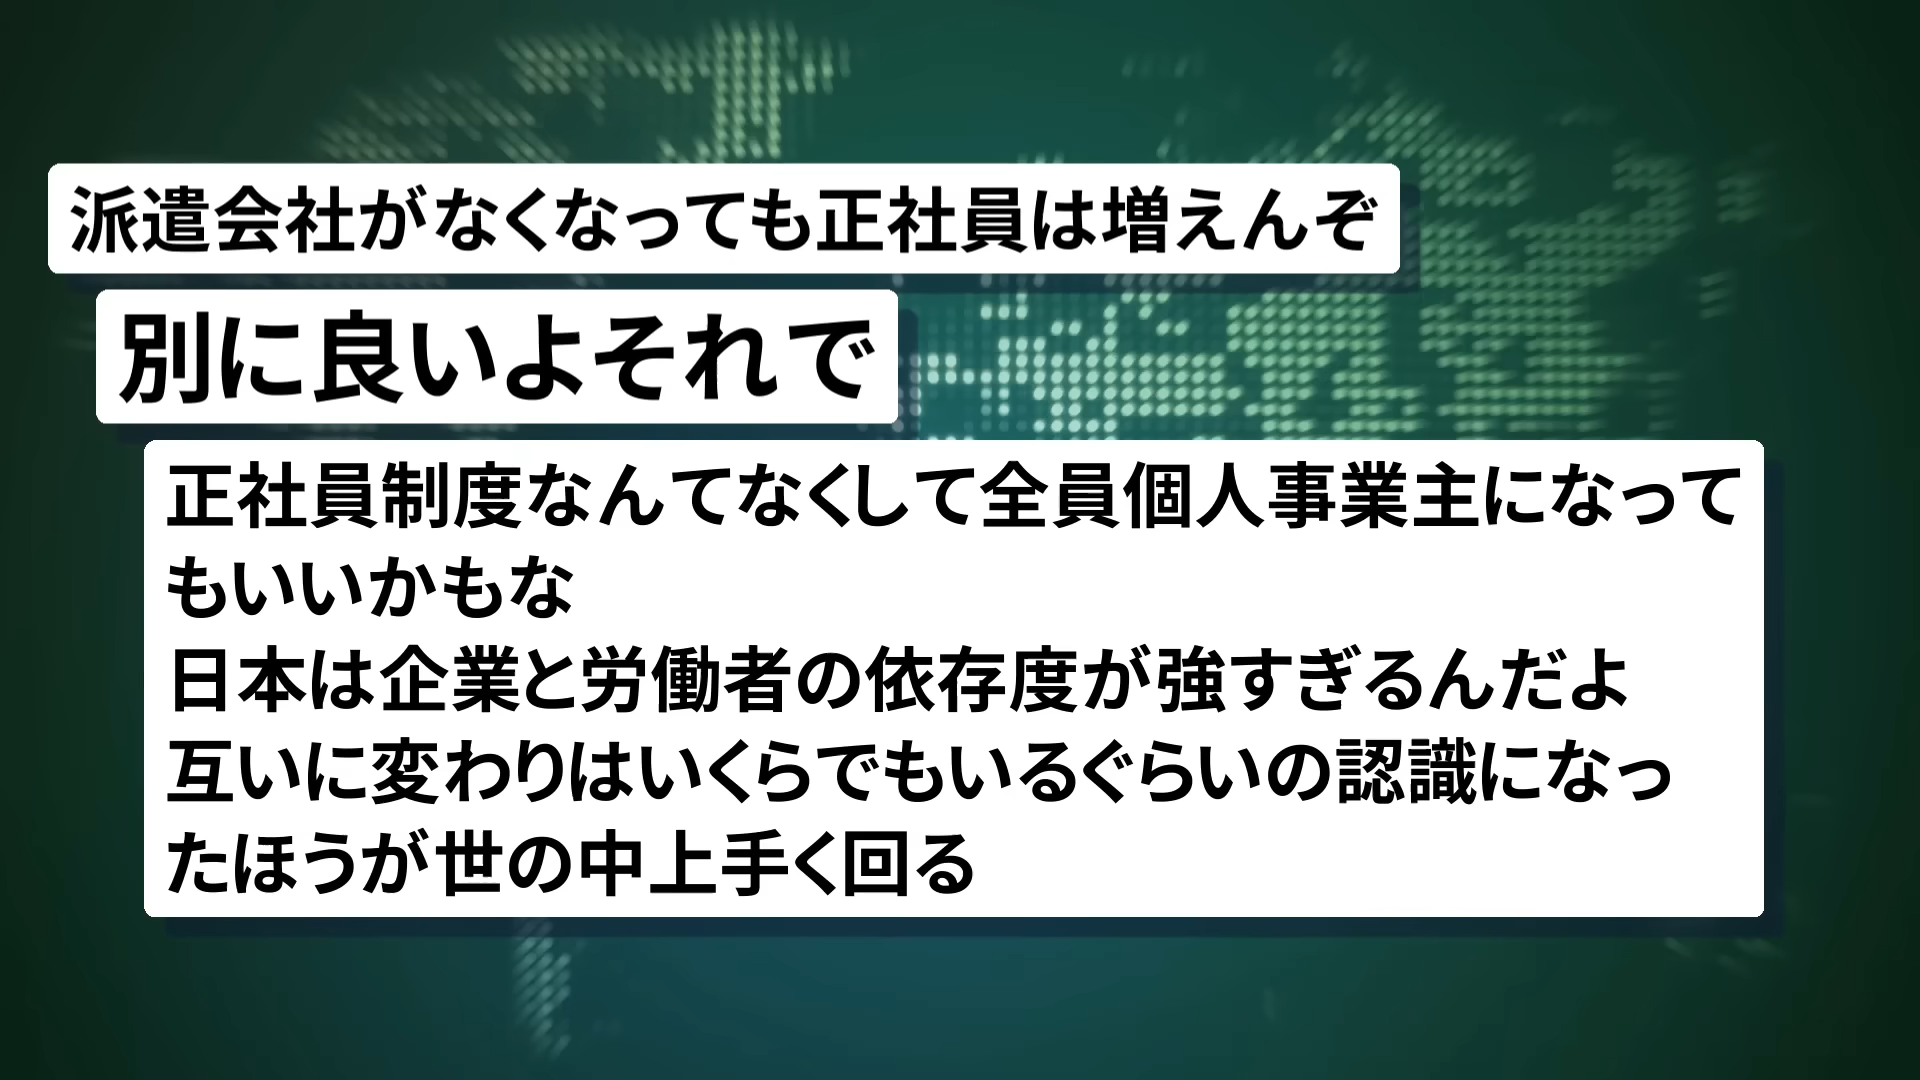 派遣会社がなくなっても正社員は増えんぞ
別に良いよそれで
正社員制度なんてなくして全員個人事業主になって
もいいかもな
日本は企業と労働者の依存度が強すぎるんだよ
互いに変わりはいくらでもいるぐらいの認識になっ
たほうが世の中上手く回る